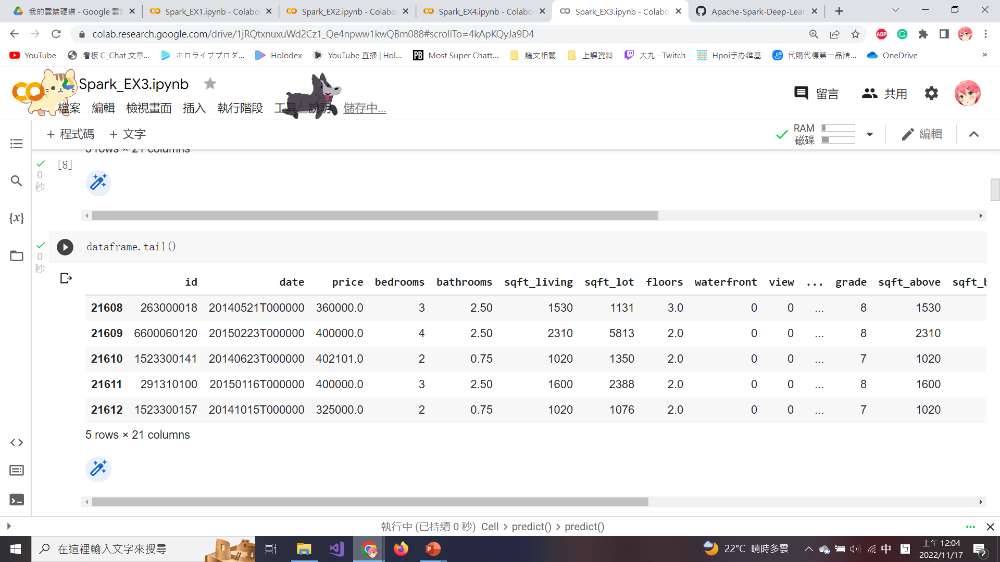 我的雲端硬碟 - Google 雲端
Spark_EX1.ipynb - Colabo
Spark_EX2.ipynb - Colabo
Spark_EX4.ipynb - Colabo
Spark_EX3.ipynb - Colabo
Apache-Spark-Deep-Lear
colab.research.google.com/drive/1jRQtxnuxuWd2Cz1_Qe4npww1kwQBm088#scrollTo=4kApKQyJa9D4
ABP
YouTube
看板 C_Chat 文章...
ホロライブプロダ...
Holodex
YouTube 直播 | Hol...
PB Most Super Chatt...
論文相關
上課資料
大丸 - Twitch
Hpoi手办维基
代購代標第一品牌...
OneDrive
»
Spark_EX3.ipynb
留言
共用
檔案 編輯 檢視畫面 插入 執行階段 工具 說明 儲存中...
+ 程式碼 + 文字
RAM
磁碟
編輯
5 rows × 21 columns
[8]
0
秒
{x}
dataframe.tail()
0
秒
id date price bedrooms bathrooms sqft_living sqft_lot floors waterfront view ... grade sqft_above sqft_b
21608 263000018 20140521T000000 360000.0 3 2.50 1530 1131 3.0 0 0 ... 8 1530
21609 6600060120 20150223T000000 400000.0 4 2.50 2310 5813 2.0 0 0 ... 8 2310
21610 1523300141 20140623T000000 402101.0 2 0.75 1020 1350 2.0 0 0 ... 7 1020
21611 291310100 20150116T000000 400000.0 3 2.50 1600 2388 2.0 0 0 ... 8 1600
21612 1523300157 20141015T000000 325000.0 2 0.75 1020 1076 2.0 0 0 ... 7 1020
5 rows × 21 columns
執行中 (已持續 0 秒) Cell > predict() > predict()
在這裡輸入文字來搜尋
22°C 晴時多雲
中
上午 12:04
2022/11/17
2